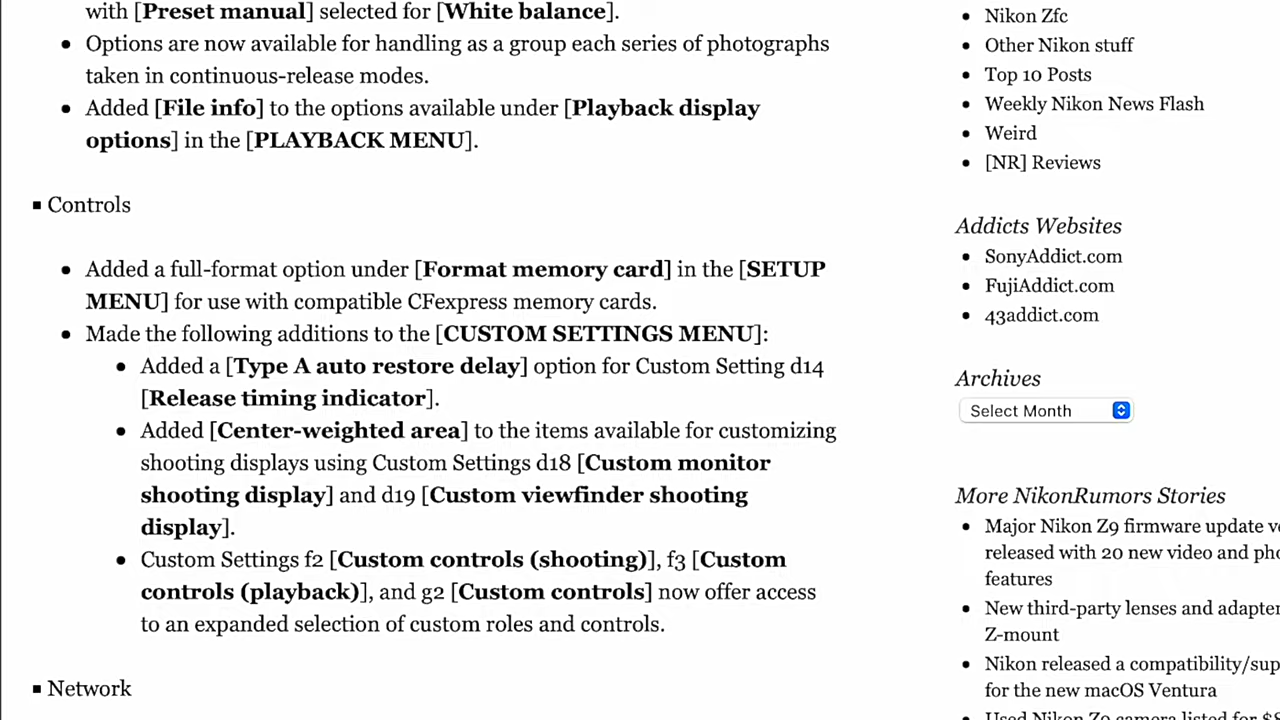 with [Preset manual] selected for [White balance].
• Options are now available for handling as a group each series of photographs
taken in continuous-release modes.
• Added [File info] to the options available under [Playback display
options] in the [PLAYBACK MENU].
▪ Controls
• Added a full-format option under [Format memory card] in the [SETUP
MENU] for use with compatible CFexpress memory cards.
• Made the following additions to the [CUSTOM SETTINGS MENU]:
• Added a [Type A auto restore delay] option for Custom Setting d14
[Release timing indicator].
• Added [Center-weighted area] to the items available for customizing
shooting displays using Custom Settings d18 [Custom monitor
shooting display] and d19 [Custom viewfinder shooting
display].
• Custom Settings f2 [Custom controls (shooting)], f3 [Custom
controls (playback)], and g2 [Custom controls] now offer access
to an expanded selection of custom roles and controls.
▪ Network
• Nikon Zfc
• Other Nikon stuff
• Top 10 Posts
• Weekly Nikon News Flash
• Weird
• [NR] Reviews
Addicts Websites
• SonyAddict.com
• FujiAddict.com
• 43addict.com
Archives
Select Month
More NikonRumors Stories
• Major Nikon Z9 firmware update
released with 20 new video and
features
• New third-party lenses and
Z-mount
• Nikon released a
for the new macOS Ventura
• Used Nikon Z9 camera listed for